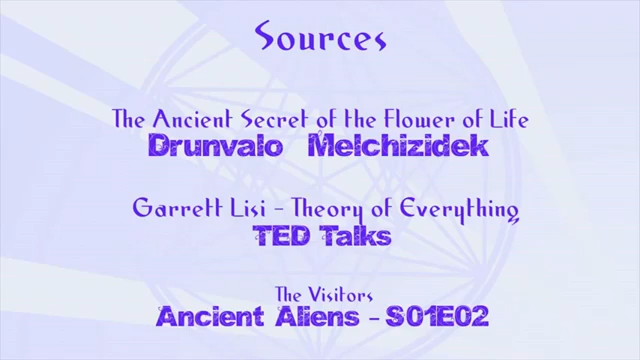 Sources
The Ancient Secret of the Flower of Life
Drunvalo Melchizidek
Garrett Lisi - Theory of Everything
TED Talks
The Visitors
Ancient Aliens - S01E02